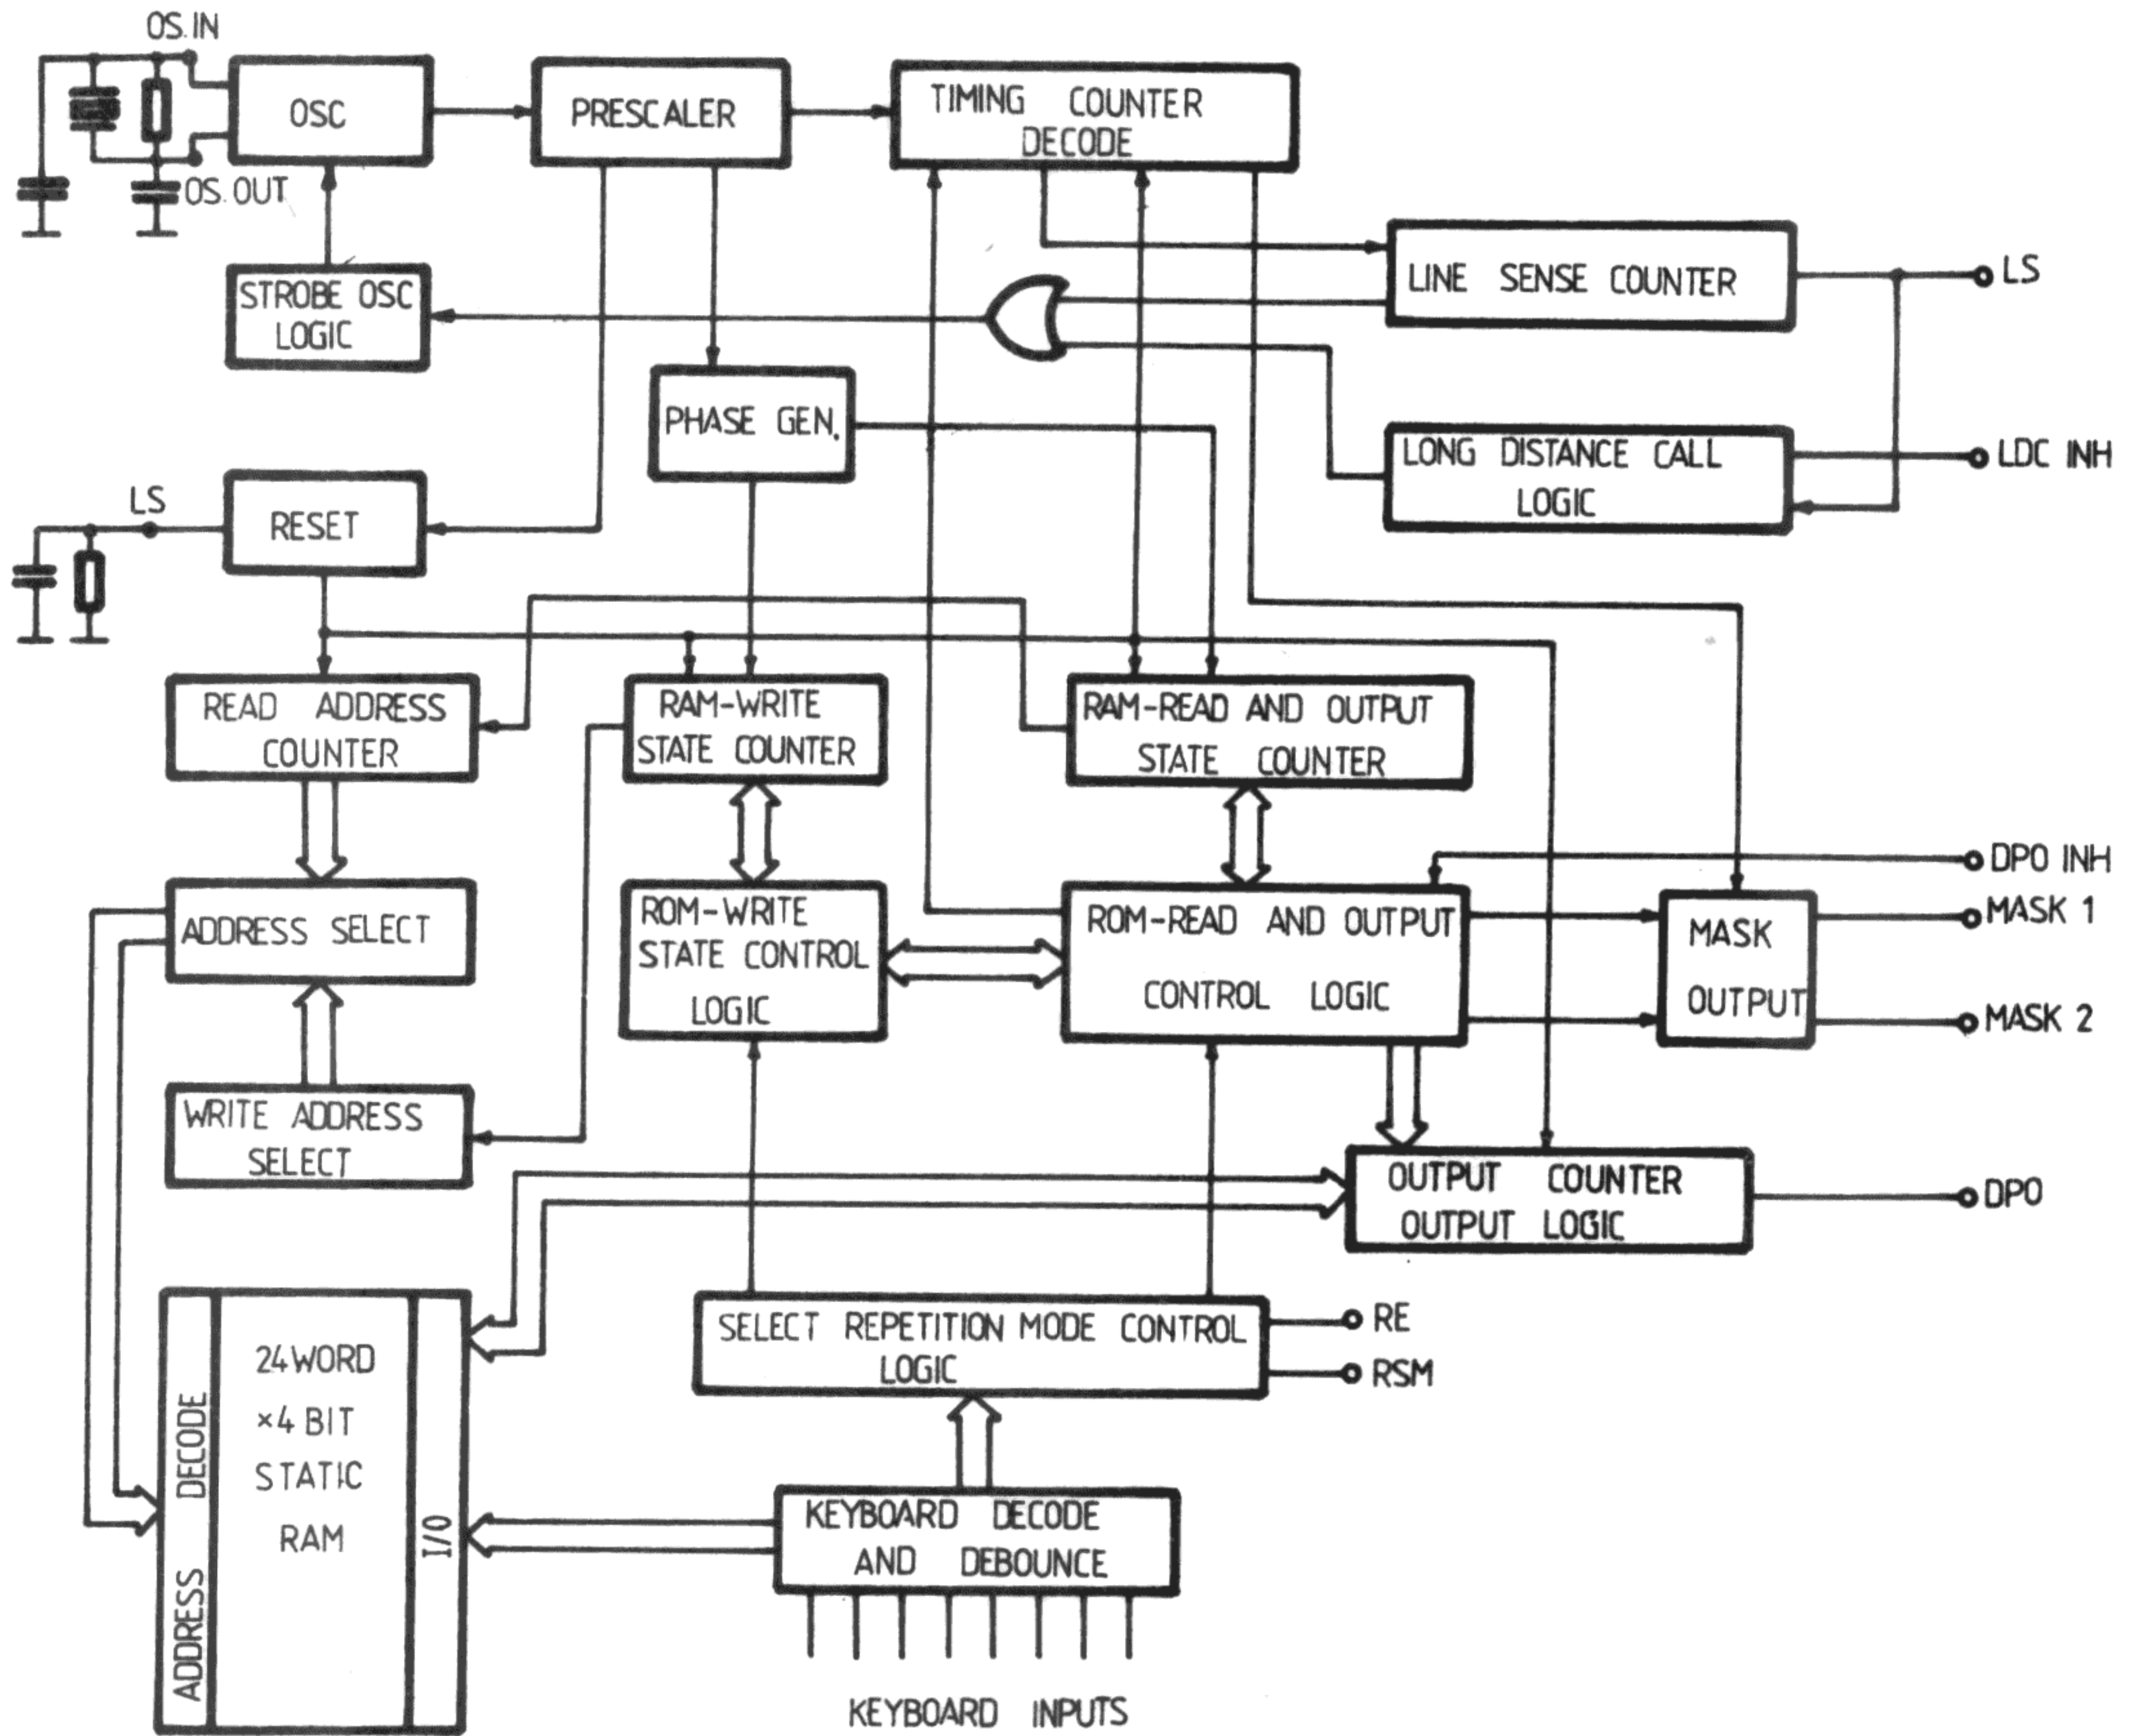 OS.IN
OSC
PRESCALER
TIMING COUNTER
DECODE
OS.OUT
STROBE OSC
LOGIC
LINE SENSE COUNTER
LS
PHASE GEN.
LONG DISTANCE CALL
LOGIC
LDC INH
LS
RESET
READ ADDRESS
COUNTER
RAM-WRITE
STATE COUNTER
RAM-READ AND OUTPUT
STATE COUNTER
DPO INH
ADDRESS SELECT
ROM-WRITE
STATE CONTROL
LOGIC
ROM-READ AND OUTPUT
CONTROL LOGIC
MASK
OUTPUT
MASK 1
MASK 2
WRITE ADDRESS
SELECT
OUTPUT COUNTER
OUTPUT LOGIC
DPO
SELECT REPETITION MODE CONTROL
LOGIC
RE
RSM
ADDRESS DECODE
24 WORD
×4 BIT
STATIC
RAM
I/O
KEYBOARD DECODE
AND DEBOUNCE
KEYBOARD INPUTS